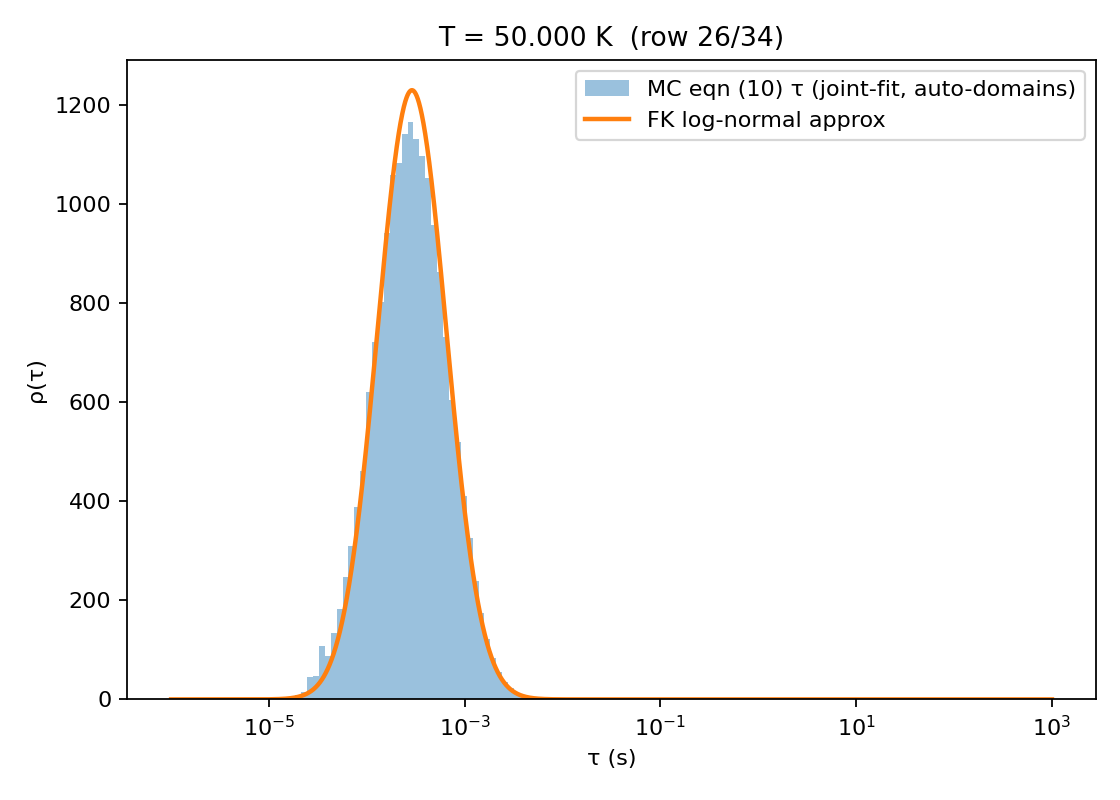 T = 50.000 K (row 26/34)
MC eqn (10) τ (joint-fit, auto-domains)
FK log-normal approx
ρ(τ)
1200
1000
800
600
400
200
0
10⁻⁵
10⁻³
10⁻¹
10¹
10³
τ (s)